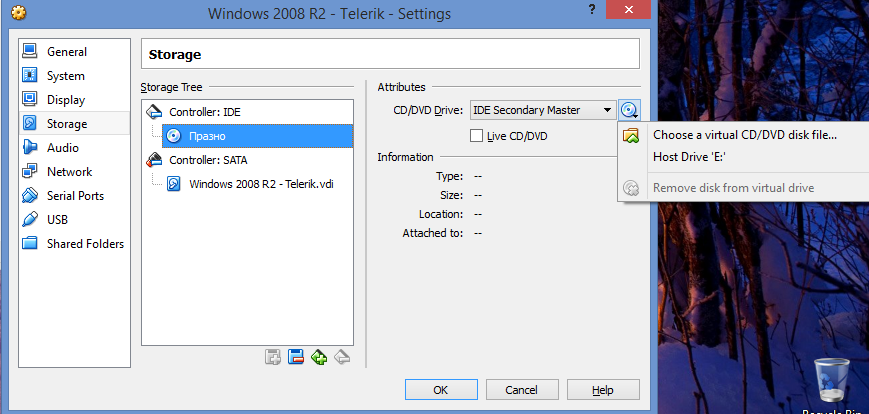 Windows 2008 R2 - Telerik - Settings
?
General
System
Display
Storage
Audio
Network
Serial Ports
USB
Shared Folders
Storage
Storage Tree
Controller: IDE
Празно
Controller: SATA
Windows 2008 R2 - Telerik.vdi
Attributes
CD/DVD Drive: IDE Secondary Master
Live CD/DVD
Information
Type: --
Size: --
Location: --
Attached to: --
Choose a virtual CD/DVD disk file...
Host Drive 'E:'
Remove disk from virtual drive
OK
Cancel
Help
Recycle Bin